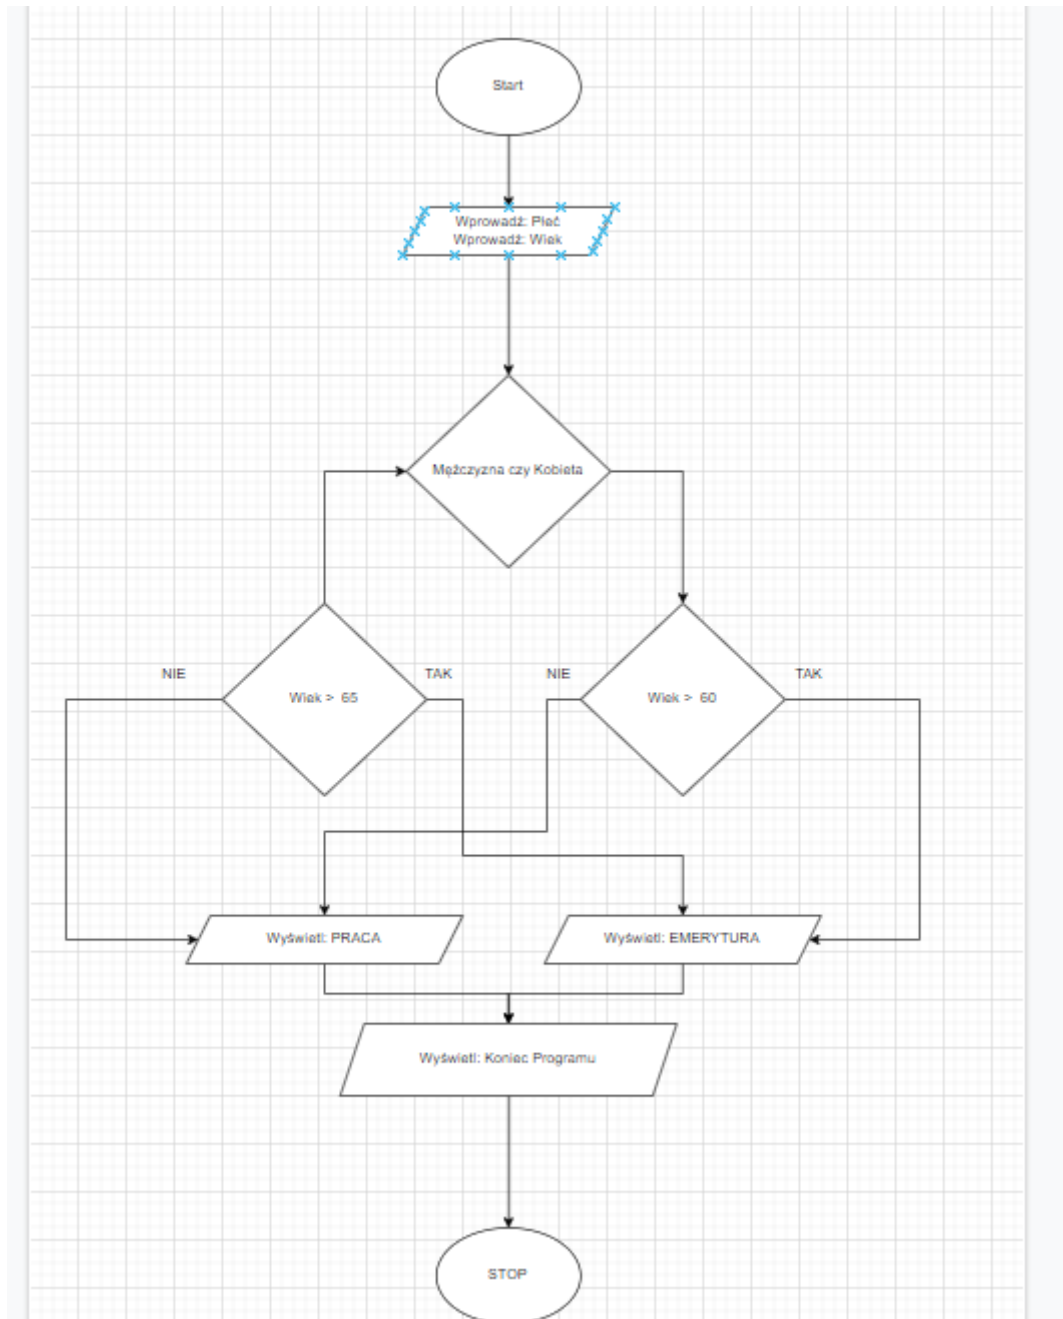 Start
Wprowadź: Płeć
Wprowadź: Wiek
Mężczyzna czy Kobieta
NIE
TAK
NIE
TAK
Wiek > 65
Wiek > 60
Wyświetl: PRACA
Wyświetl: EMERYTURA
Wyświetl: Koniec Programu
STOP